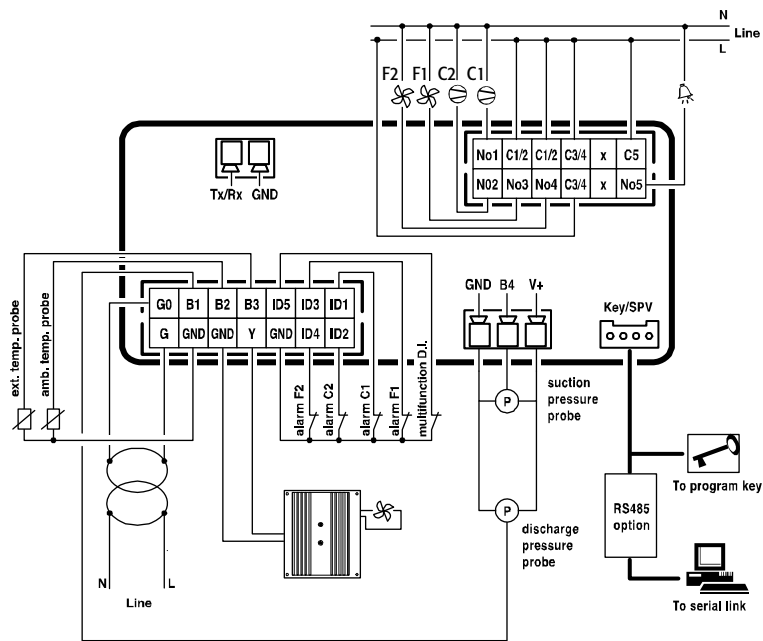 N
Line
L
F2 F1 C2 C1
No1 C1/2 C1/2 C3/4 x C5
N02 No3 No4 C3/4 x No5
Tx/Rx GND
G0 B1 B2 B3 ID5 ID3 ID1
G GND GND Y GND ID4 ID2
GND B4 V+
Key/SPV
ext. temp. probe
amb. temp. probe
alarm F2
alarm C2
alarm C1
alarm F1
multifunction D.I.
P
suction
pressure
probe
P
discharge
pressure
probe
To program key
RS485
option
To serial link
N L
Line